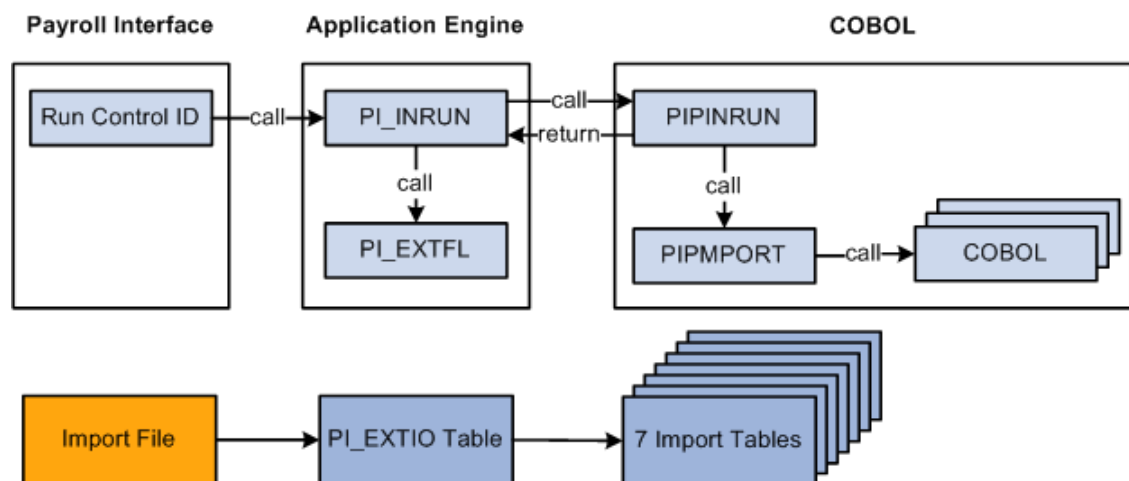 Payroll Interface
Application Engine
COBOL
Run Control ID
call
PI_INRUN
call
return
PIPINRUN
call
call
PI_EXTFL
PIPMPORT
call
COBOL
Import File
PI_EXTIO Table
7 Import Tables